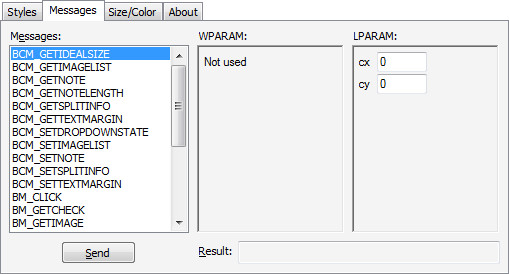 Styles Messages Size/Color About
Messages: WPARAM: LPARAM:
BCM_GETIDEALSIZE
BCM_GETIMAGELIST
BCM_GETNOTE
BCM_GETNOTELENGTH
BCM_GETSPLITINFO
BCM_GETTEXTMARGIN
BCM_SETDROPDOWNSTATE
BCM_SETIMAGELIST
BCM_SETNOTE
BCM_SETSPLITINFO
BCM_SETTEXTMARGIN
BM_CLICK
BM_GETCHECK
BM_GETIMAGE
Not used
cx 0
cy 0
Send Result: